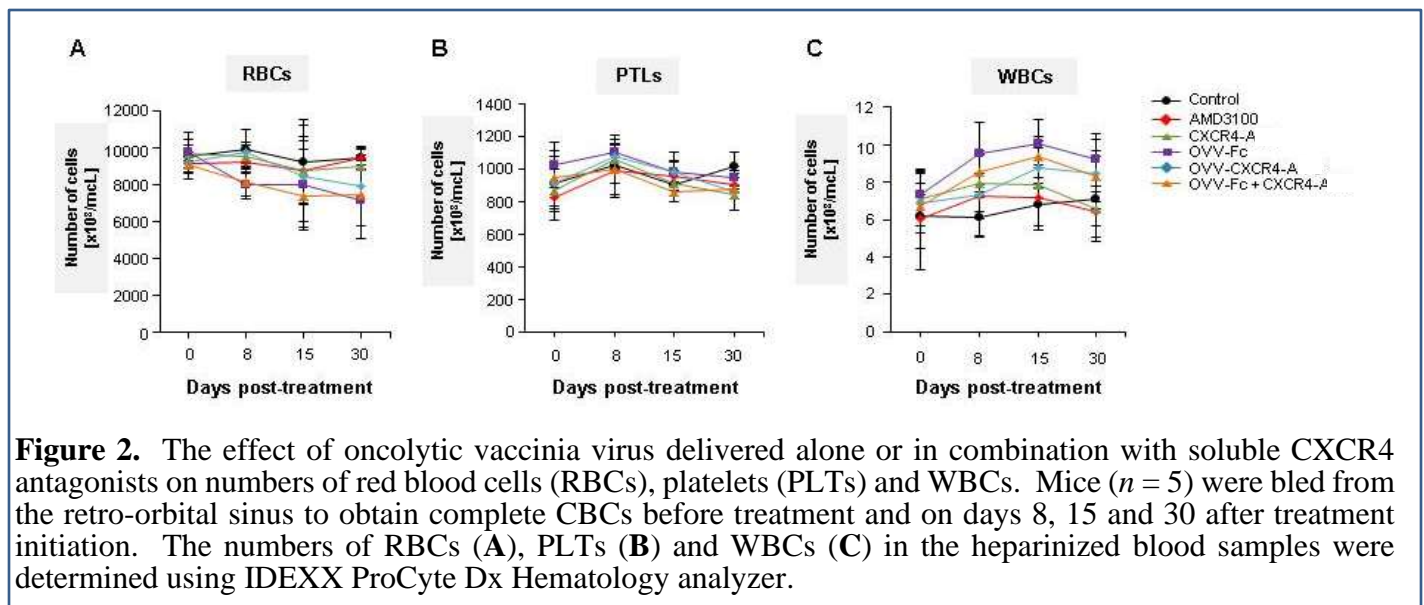 A
RBCs
Number of cells
[x10³/mcL]
12000
10000
8000
6000
4000
2000
0
0 8 15 30
Days post-treatment
B
PTLs
Number of cells
[x10³/mcL]
1400
1200
1000
800
600
400
200
0
0 8 15 30
Days post-treatment
C
WBCs
Number of cells
[x10³/mcL]
12
10
8
6
4
2
0
0 8 15 30
Days post-treatment
Control
AMD3100
CXCR4-A
OVV-Fc
OVV-CXCR4-A
OVV-Fc + CXCR4-A
Figure 2. The effect of oncolytic vaccinia virus delivered alone or in combination with soluble CXCR4
antagonists on numbers of red blood cells (RBCs), platelets (PLTs) and WBCs. Mice (n = 5) were bled from
the retro-orbital sinus to obtain complete CBCs before treatment and on days 8, 15 and 30 after treatment
initiation. The numbers of RBCs (A), PLTs (B) and WBCs (C) in the heparinized blood samples were
determined using IDEXX ProCyte Dx Hematology analyzer.